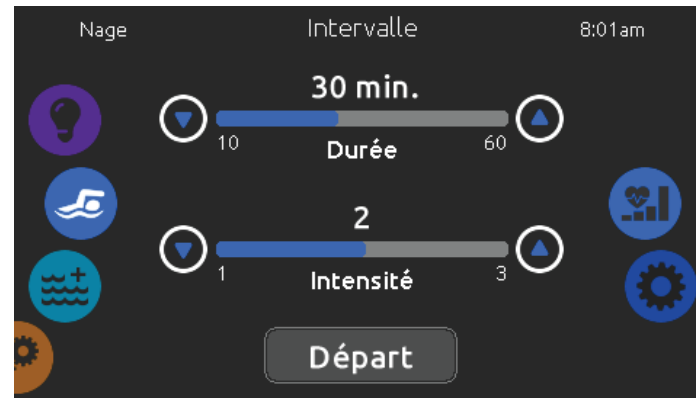 Nage Intervalle 8:01am
30 min.
10 Durée 60
2
1 Intensité 3
Départ